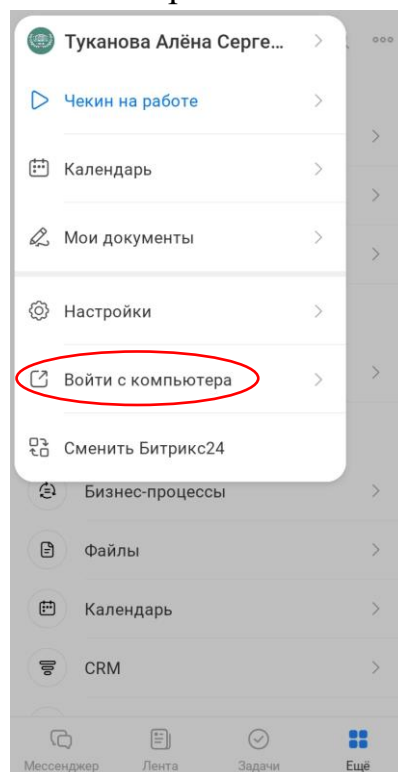 Туканова Алёна Серге...
Чекин на работе
Календарь
Мои документы
Настройки
Войти с компьютера
Сменить Битрикс24
Бизнес-процессы
Файлы
Календарь
CRM
Мессенджер Лента Задачи Ещё